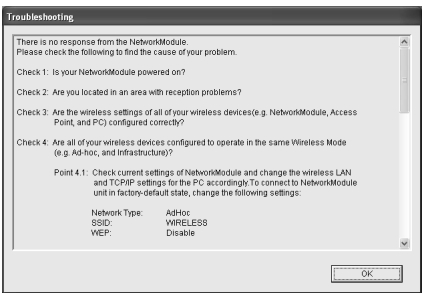 Troubleshooting
There is no response from the NetworkModule.
Please check the following to find the cause of your problem.
Check 1: Is your NetworkModule powered on?
Check 2: Are you located in an area with reception problems?
Check 3: Are the wireless settings of all of your wireless devices(e.g. NetworkModule, Access
Point, and PC) configured correctly?
Check 4: Are all of your wireless devices configured to operate in the same Wireless Mode
(e.g. Ad-hoc, and Infrastructure)?
Point 4.1: Check current settings of NetworkModule and change the wireless LAN
and TCP/IP settings for the PC accordingly.To connect to NetworkModule
unit in factory-default state, change the following settings:
Network Type: AdHoc
SSID: WIRELESS
WEP: Disable
OK